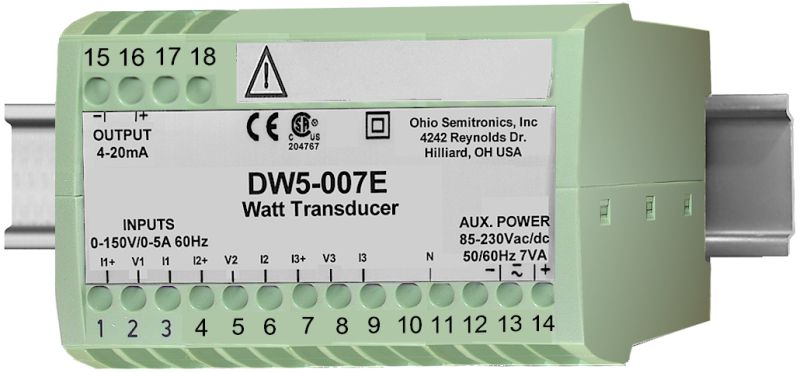 15 16 17 18
− +
OUTPUT
4-20mA
CE
SA ®
C US
204767
Ohio Semitronics, Inc
4242 Reynolds Dr.
Hilliard, OH USA
DW5-007E
Watt Transducer
INPUTS
0-150V/0-5A 60Hz
AUX. POWER
85-230Vac/dc
50/60Hz 7VA
I1+ V1 I1 I2+ V2 I2 I3+ V3 I3 N − ~ +
1 2 3 4 5 6 7 8 9 10 11 12 13 14